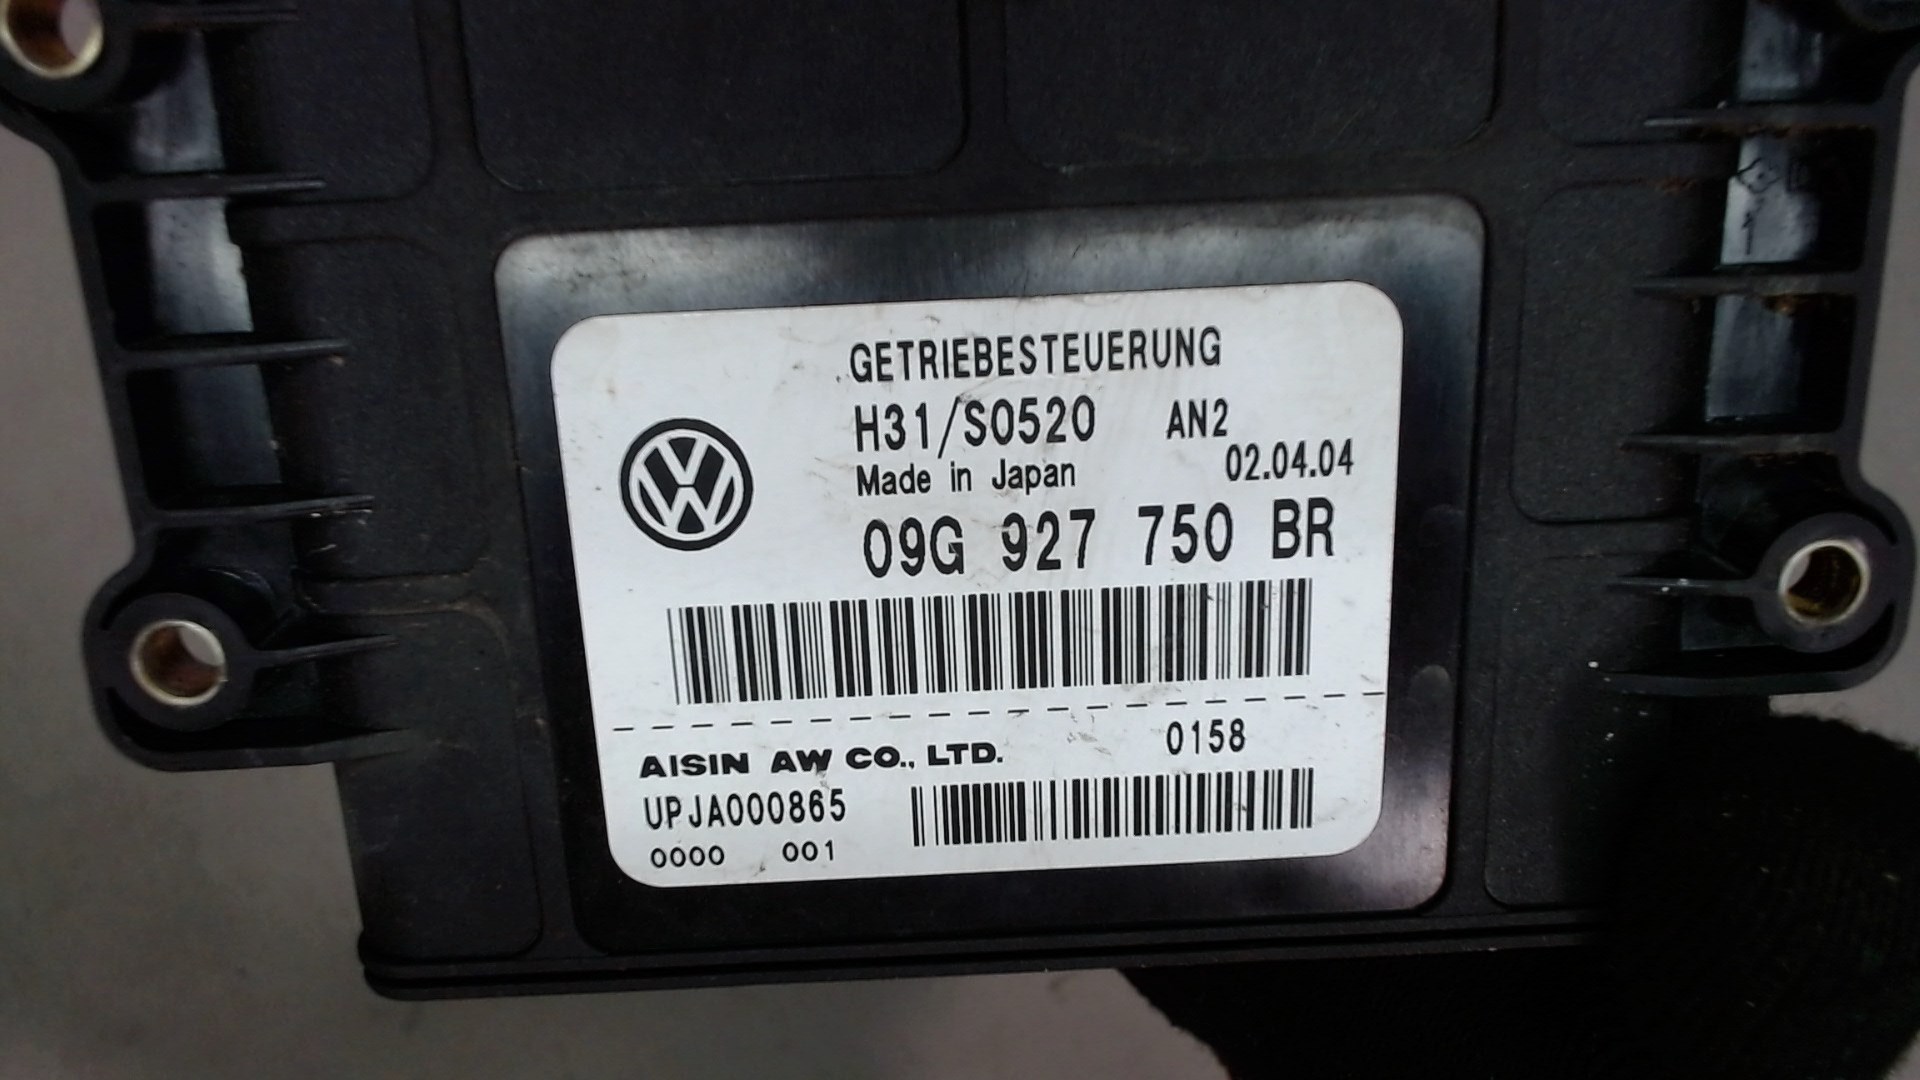 GETRIEBESTEUERUNG
H31/S0520 AN2
Made in Japan 02.04.04
09G 927 750 BR
AISIN AW CO., LTD. 0158
UPJA000865
0000 001